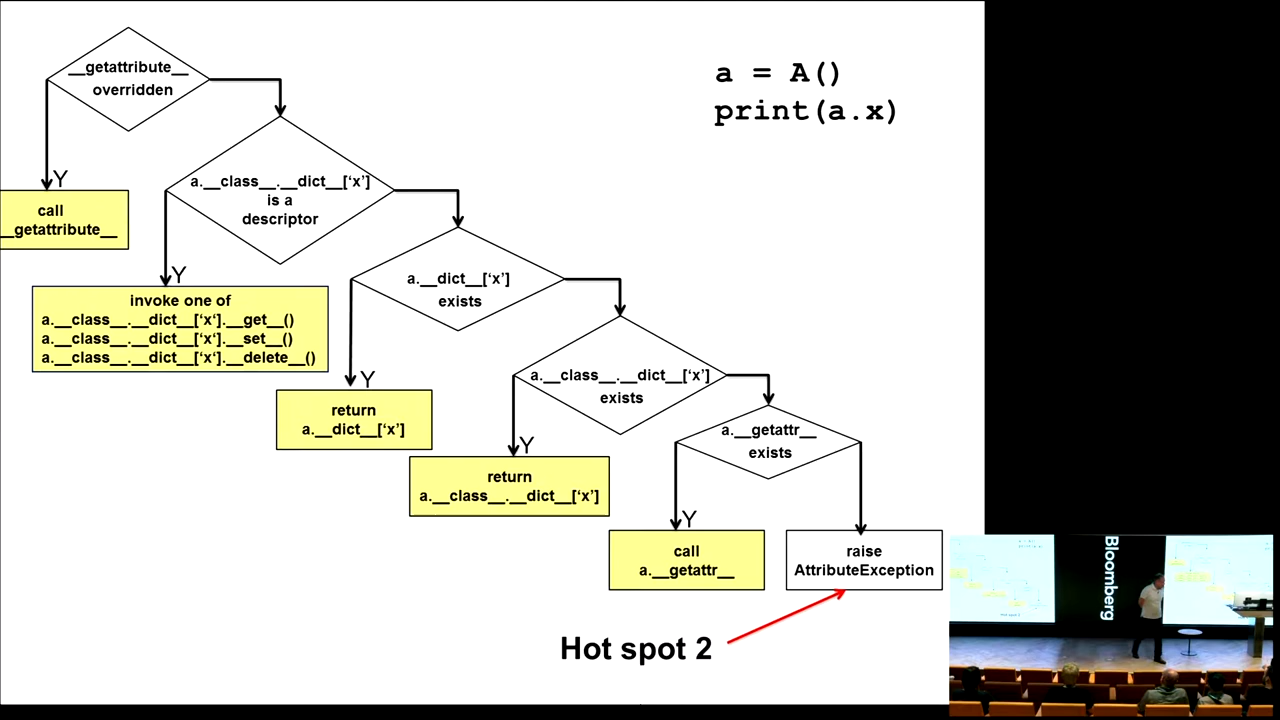 __getattribute__
overridden
a = A()
print(a.x)
Y
call
__getattribute__
a.__class__.__dict__[‘x’]
is a
descriptor
Y
invoke one of
a.__class__.__dict__[‘x‘].__get__()
a.__class__.__dict__[‘x‘].__set__()
a.__class__.__dict__[‘x‘].__delete__()
a.__dict__[‘x’]
exists
Y
return
a.__dict__[‘x’]
a.__class__.__dict__[‘x’]
exists
Y
return
a.__class__.__dict__[‘x’]
a.__getattr__
exists
Y
call
a.__getattr__
raise
AttributeException
Hot spot 2
Bloomberg